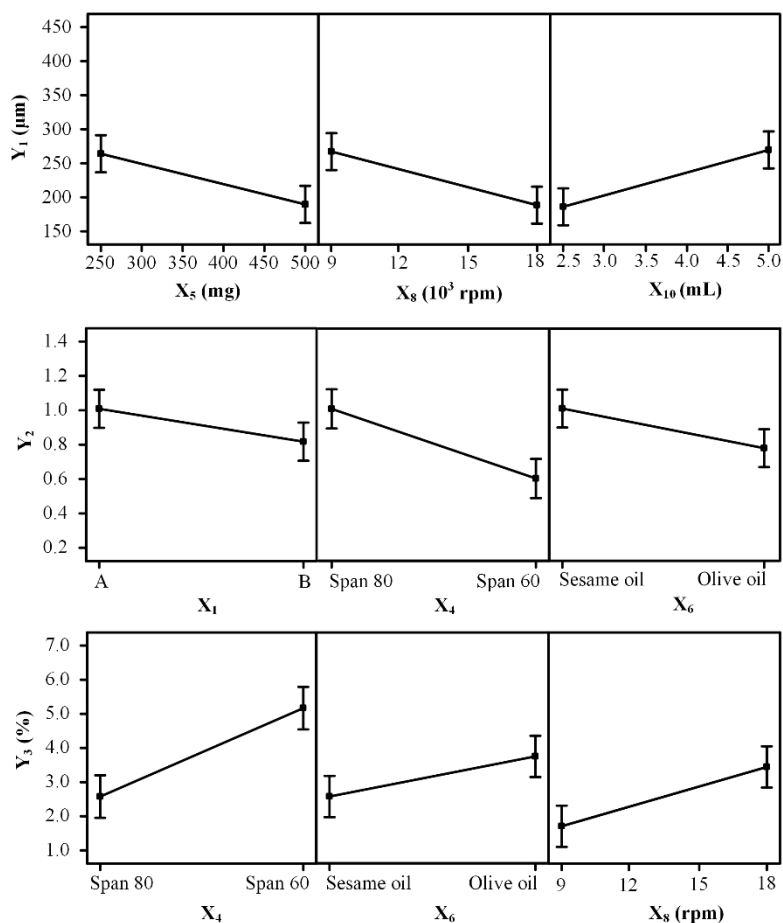 450
400
350
300
250
200
150
Y₁ (μm)
250 300 350 400 450 500
9 12 15 18
2.5 3.0 3.5 4.0 4.5 5.0
X₅ (mg)
X₈ (10³ rpm)
X₁₀ (mL)
1.4
1.2
1.0
0.8
0.6
0.4
0.2
Y₂
A B
Span 80 Span 60
Sesame oil Olive oil
X₁
X₄
X₆
7.0
6.0
5.0
4.0
3.0
2.0
1.0
Y₃ (%)
Span 80 Span 60
Sesame oil Olive oil
9 12 15 18
X₄
X₆
X₈ (rpm)